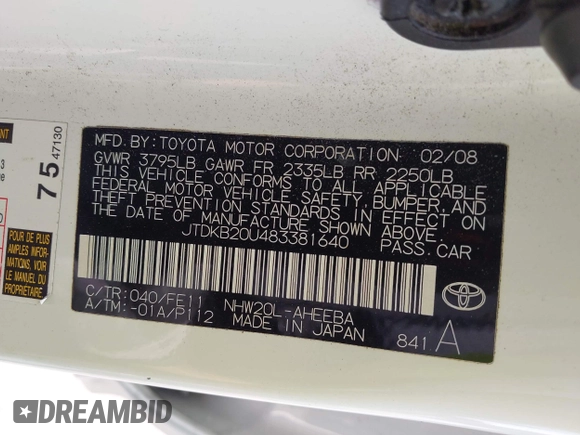 MFD. BY: TOYOTA MOTOR CORPORATION 02/08
GVWR 3795LB GAWR FR 2335LB RR 2250LB
THIS VEHICLE CONFORMS TO ALL APPLICABLE
FEDERAL MOTOR VEHICLE SAFETY, BUMPER, AND
THEFT PREVENTION STANDARDS IN EFFECT ON
THE DATE OF MANUFACTURE SHOWN ABOVE.
JTDKB20U483381640 PASS.CAR
C/TR: 040/FE11 NHW20L-AHEEBA
A/TM: -01A/P112 MADE IN JAPAN
841 A
TOYOTA
75
47130
POUR DE PLUS
AMPLES
INFORMATIONS,
VOIR LE
MANUEL DU
PROPRIÉTAIRE
DREAMBID